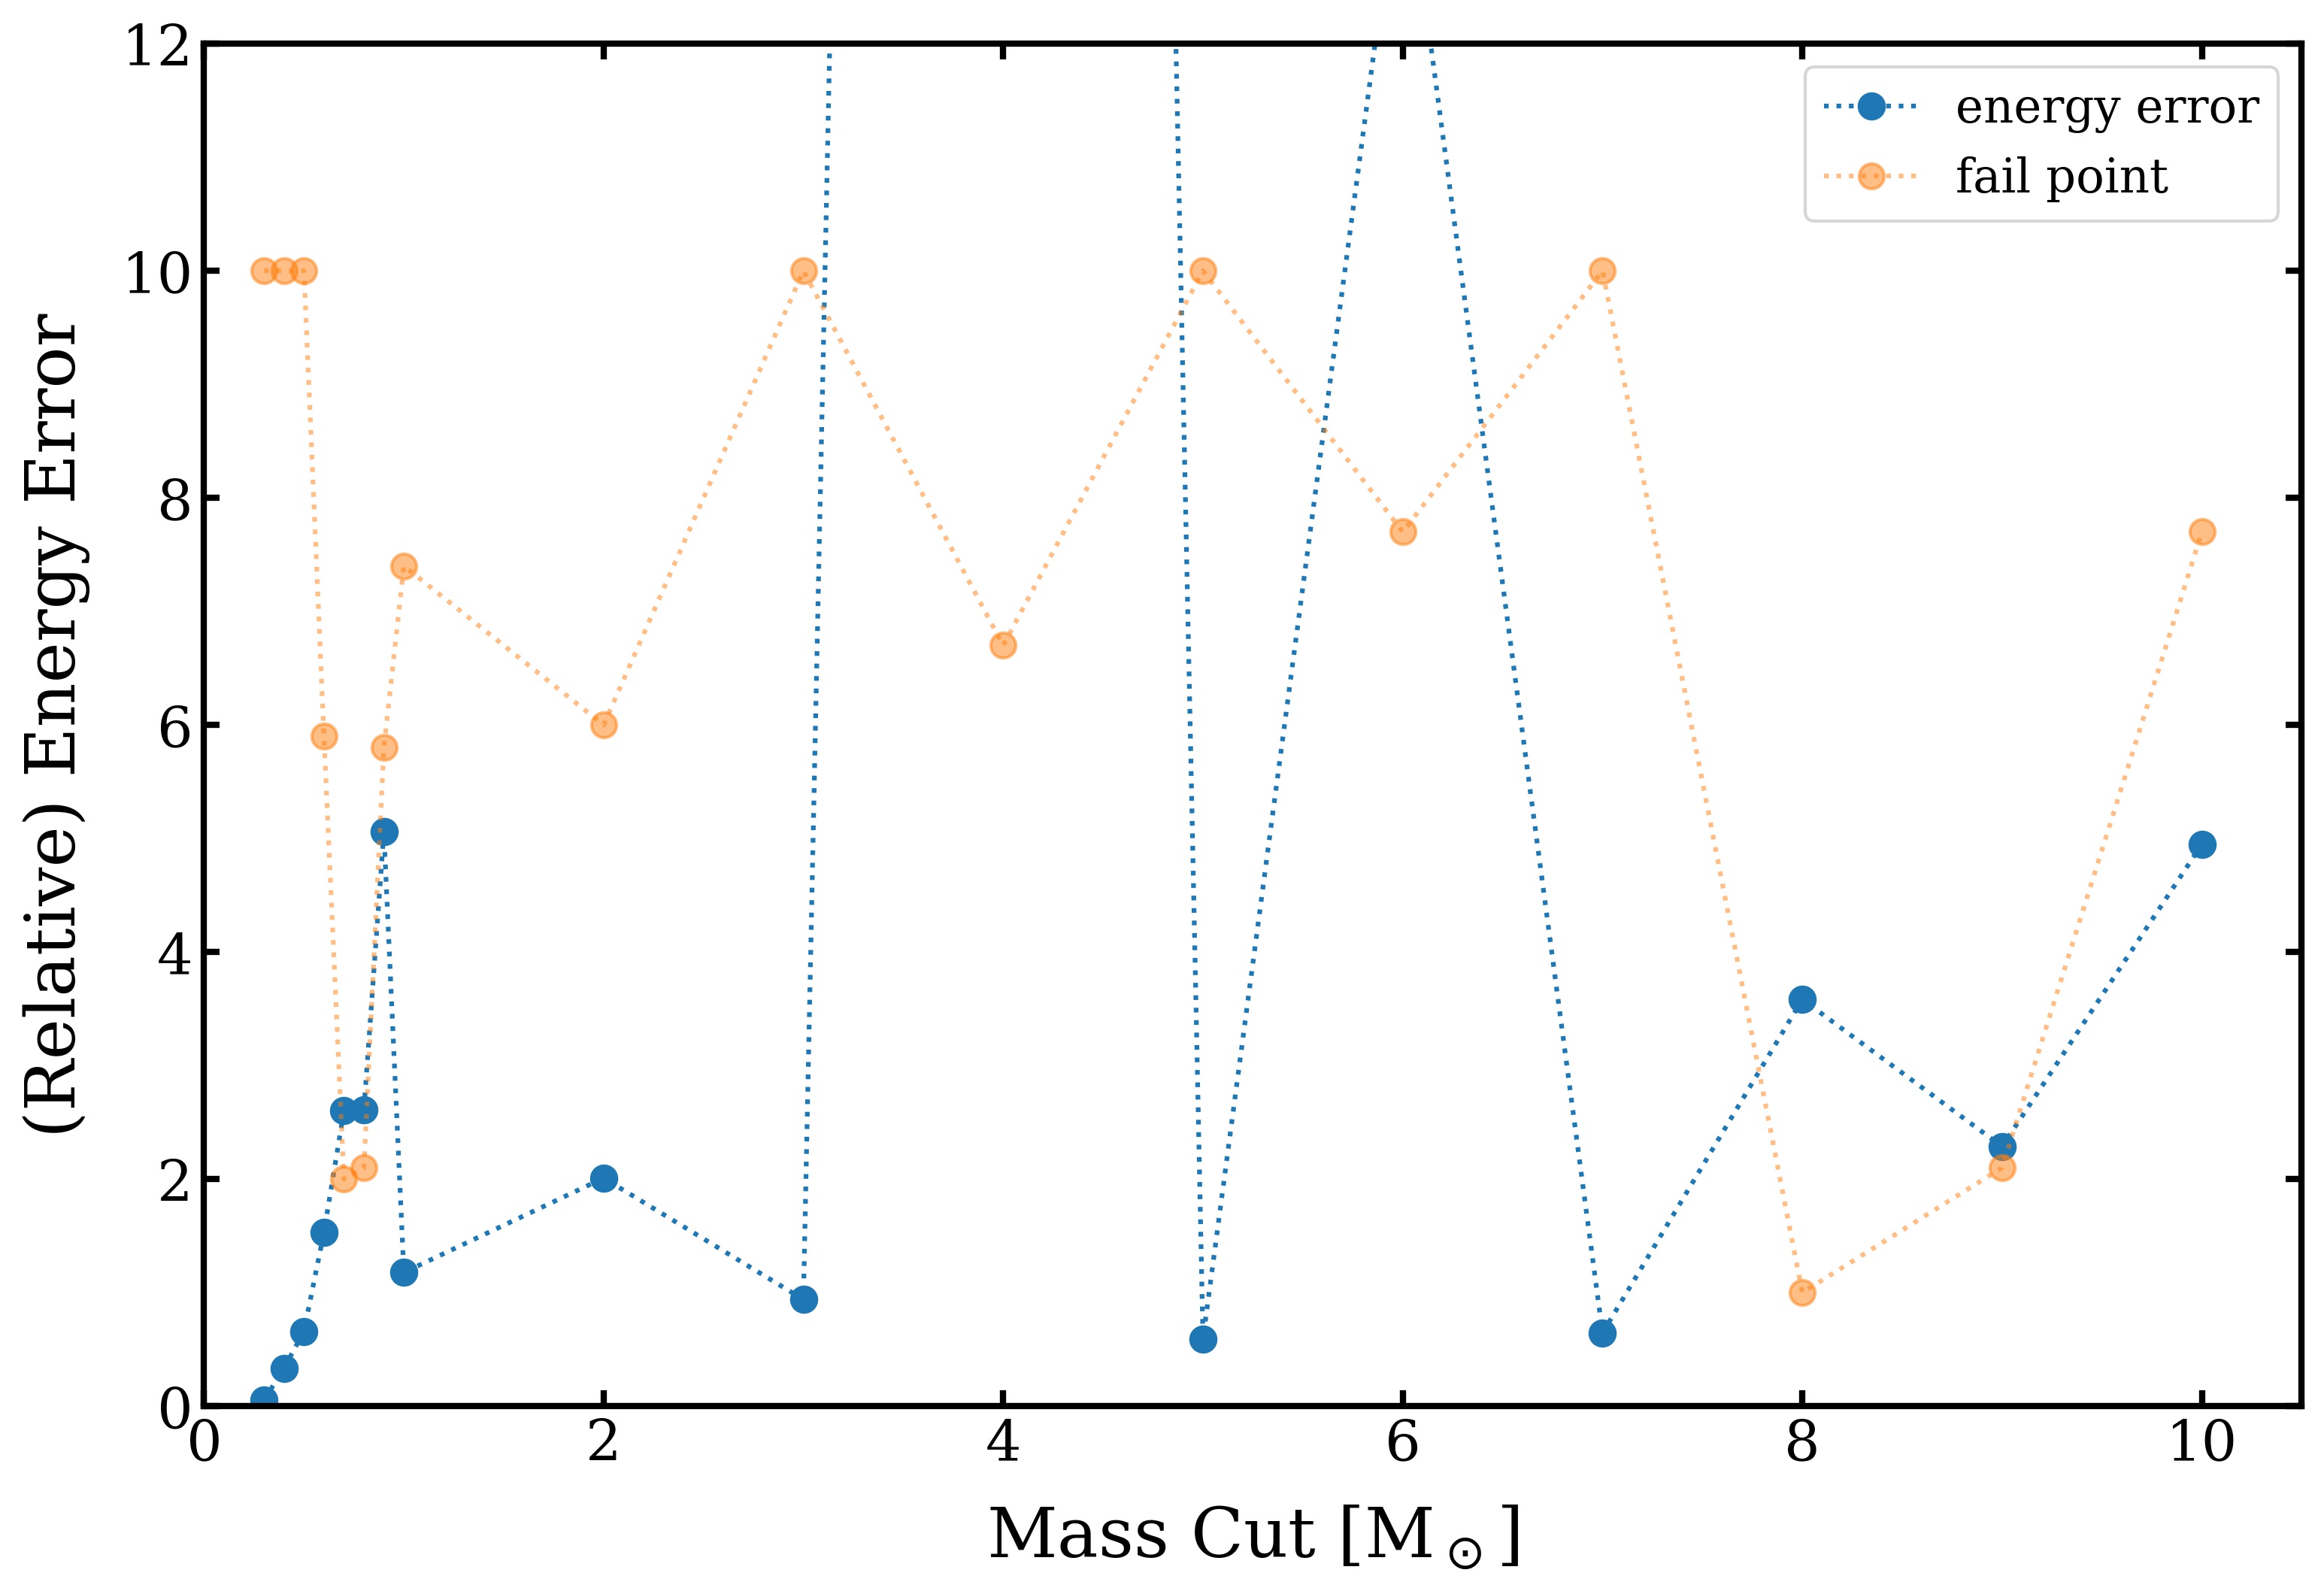 12
10
8
6
4
2
0
0 2 4 6 8 10
(Relative) Energy Error
Mass Cut [M⊙]
energy error
fail point